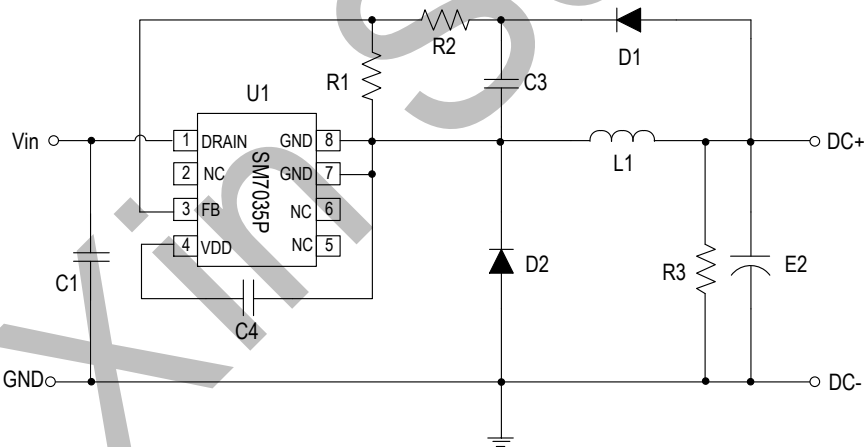 R2
D1
R1
C3
U1
Vin
1 DRAIN GND 8
DC+
2 NC GND 7
L1
SM7035P
3 FB NC 6
4 VDD NC 5
C1
D2
R3
E2
C4
GND
DC-